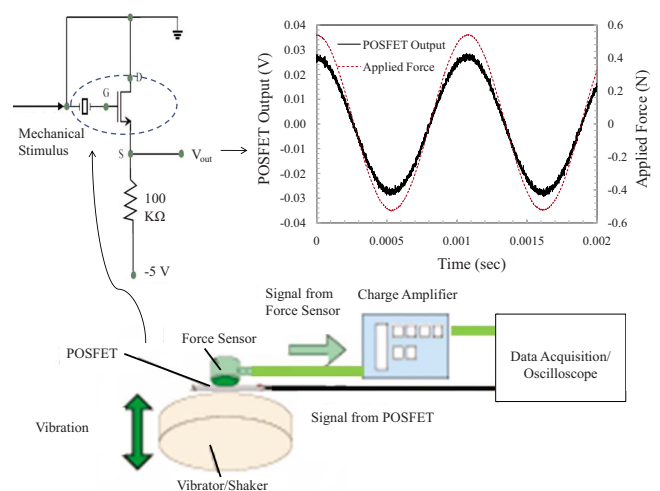 G
D
Mechanical
Stimulus
S
Vout
100
KΩ
-5 V
POSFET Output (V)
0.04
0.03
0.02
0.01
0.00
-0.01
-0.02
-0.03
-0.04
POSFET Output
Applied Force
0.6
0.4
0.2
0
-0.2
-0.4
-0.6
Applied Force (N)
0
0.0005
0.001
0.0015
0.002
Time (sec)
Signal from
Force Sensor
Charge Amplifier
Force Sensor
POSFET
Data Acquisition/
Oscilloscope
Vibration
Signal from POSFET
Vibrator/Shaker